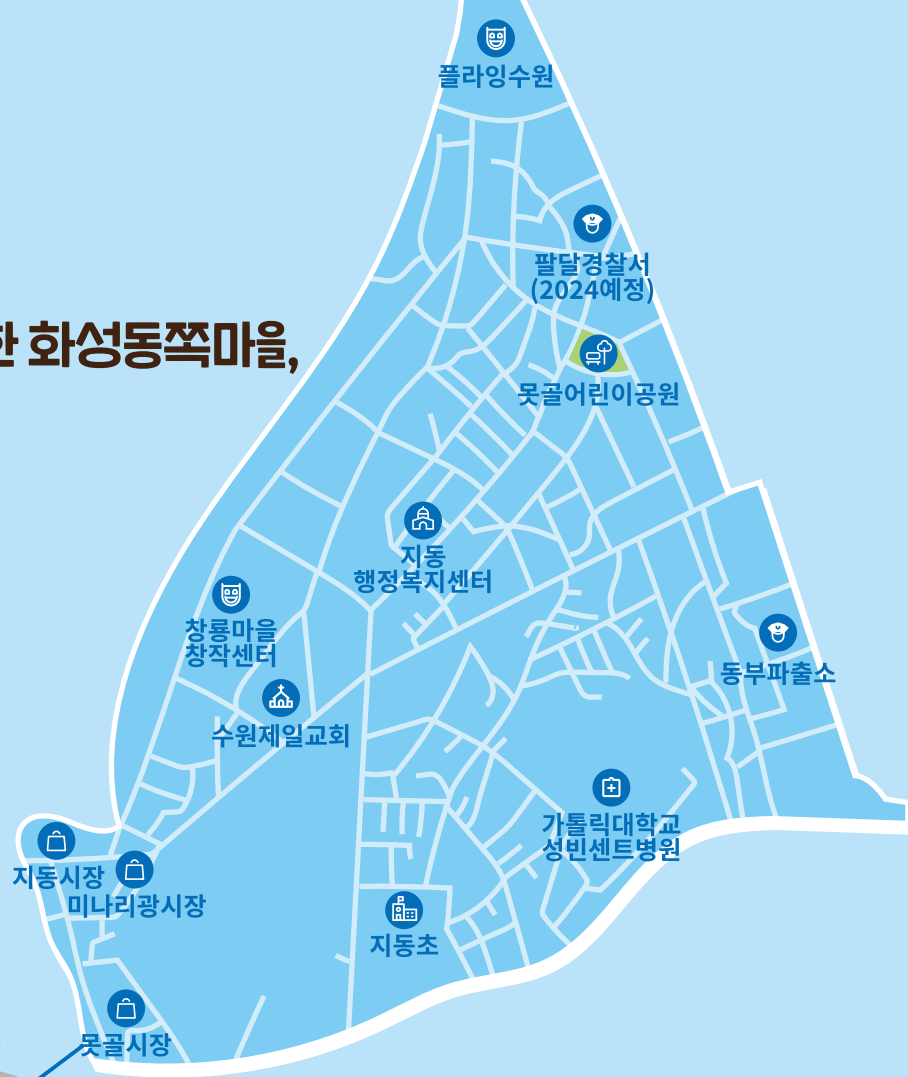 플라잉수원
팔달경찰서
(2024예정)
한 화성동쪽마을,
못골어린이공원
지동
행정복지센터
창룡마을
창작센터
동부파출소
수원제일교회
가톨릭대학교
성빈센트병원
지동시장
미나리광시장
지동초
못골시장